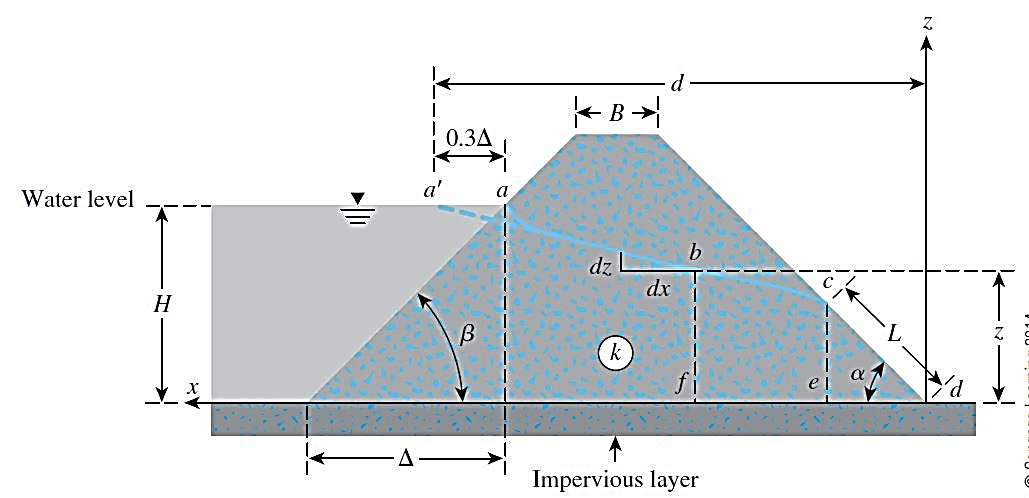 z
d
B
0.3Δ
Water level
a′
a
dz
b
dx
c
H
β
k
L
z
f
e
α
d
x
Δ
Impervious layer